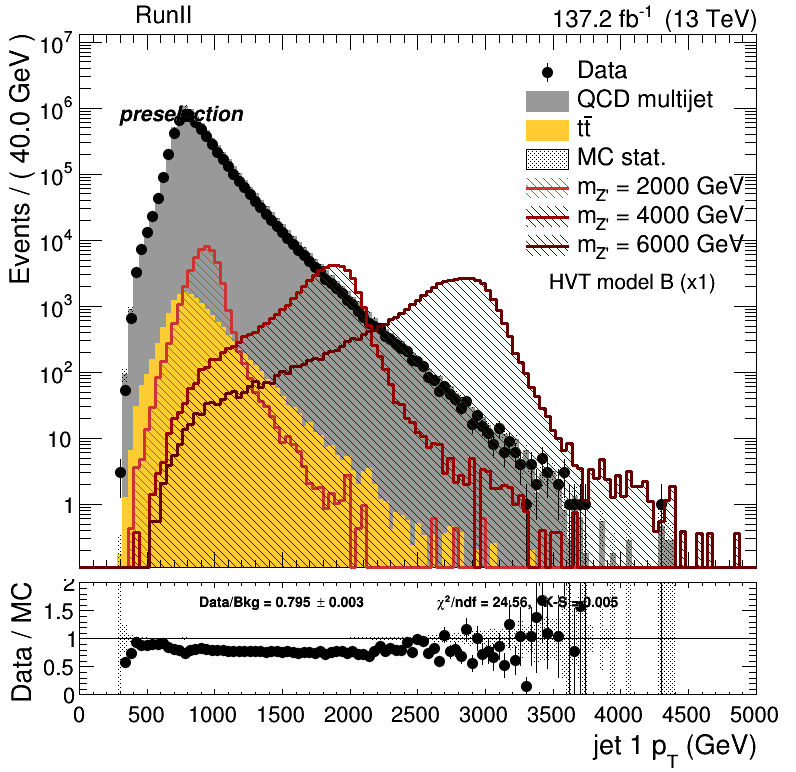 RunII
137.2 fb⁻¹ (13 TeV)
Events / ( 40.0 GeV )
10⁷
10⁶
10⁵
10⁴
10³
10²
10
1
preselection
Data
QCD multijet
tt̄
MC stat.
m_Z' = 2000 GeV
m_Z' = 4000 GeV
m_Z' = 6000 GeV
HVT model B (x1)
Data / MC
2
1.5
1
0.5
0
Data/Bkg = 0.795 ± 0.003
χ²/ndf = 24.56, K-S = 0.005
0 500 1000 1500 2000 2500 3000 3500 4000 4500 5000
jet 1 p_T (GeV)